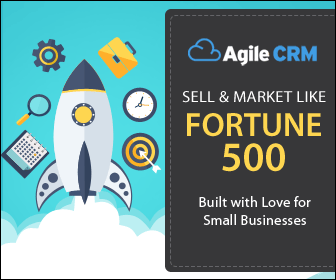 Agile CRM
SELL & MARKET LIKE
FORTUNE
500
Built with Love for
Small Businesses